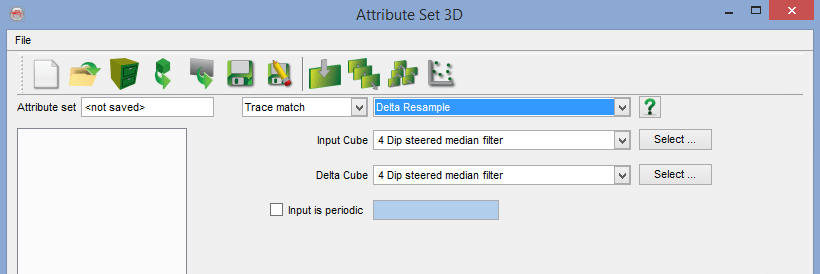 Attribute Set 3D
File
Attribute set <not saved> Trace match Delta Resample ?
Input Cube 4 Dip steered median filter Select ...
Delta Cube 4 Dip steered median filter Select ...
Input is periodic